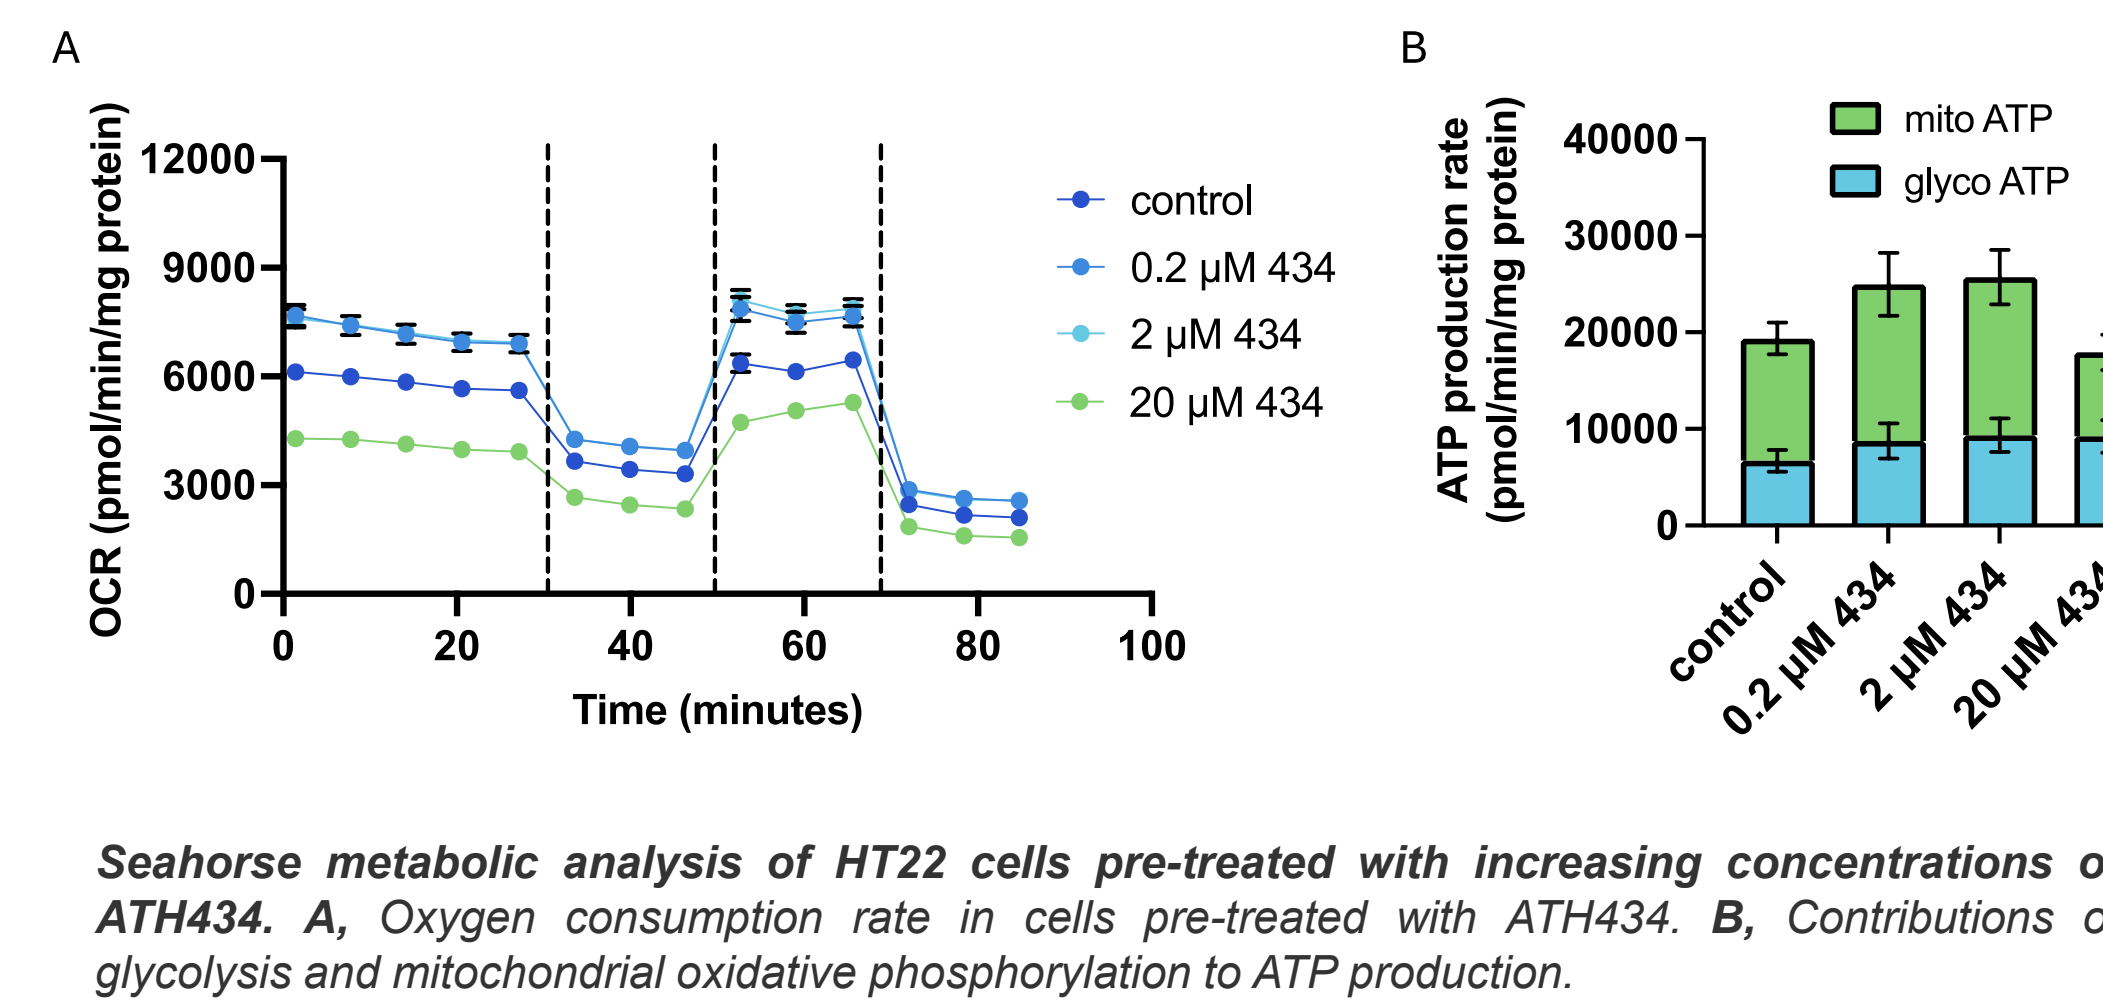 A
OCR (pmol/min/mg protein)
12000
9000
6000
3000
0
0 20 40 60 80 100
Time (minutes)
control
0.2 µM 434
2 µM 434
20 µM 434
B
ATP production rate
(pmol/min/mg protein)
40000
30000
20000
10000
0
mito ATP
glyco ATP
control
0.2 µM 434
2 µM 434
20 µM 434
Seahorse metabolic analysis of HT22 cells pre-treated with increasing concentrations o
ATH434. A, Oxygen consumption rate in cells pre-treated with ATH434. B, Contributions o
glycolysis and mitochondrial oxidative phosphorylation to ATP production.